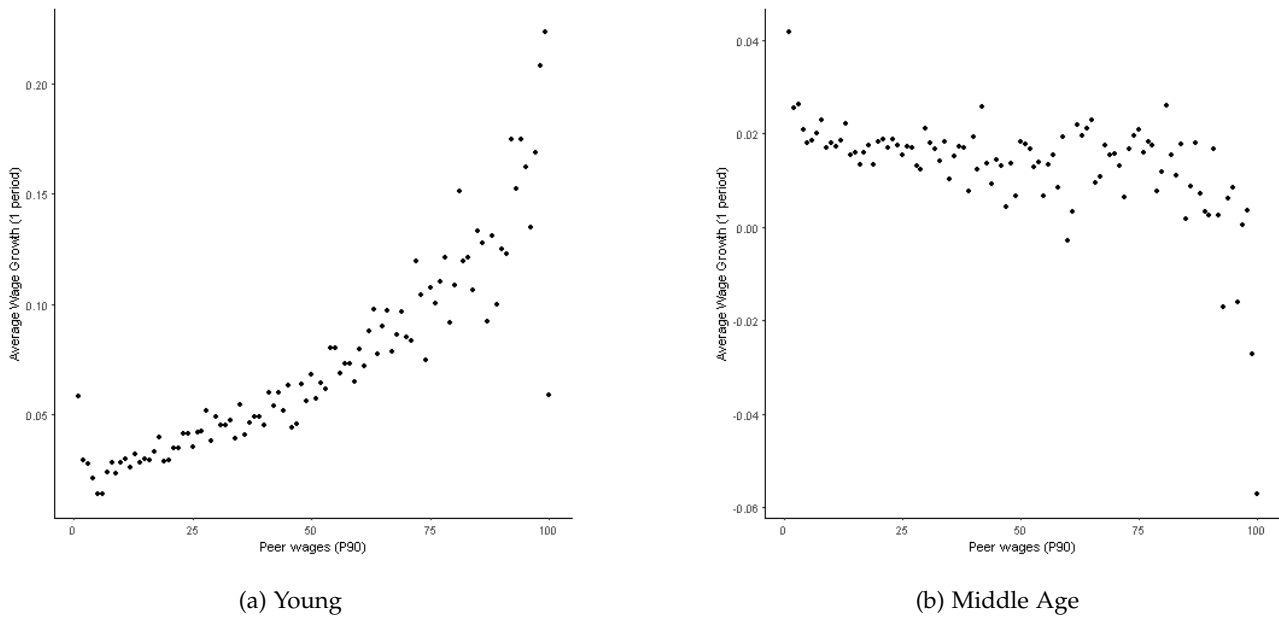 Average Wage Growth (1 period)
0.20
0.15
0.10
0.05
0 25 50 75 100
Peer wages (P90)
(a) Young
Average Wage Growth (1 period)
0.04
0.02
0.00
-0.02
-0.04
-0.06
0 25 50 75 100
Peer wages (P90)
(b) Middle Age